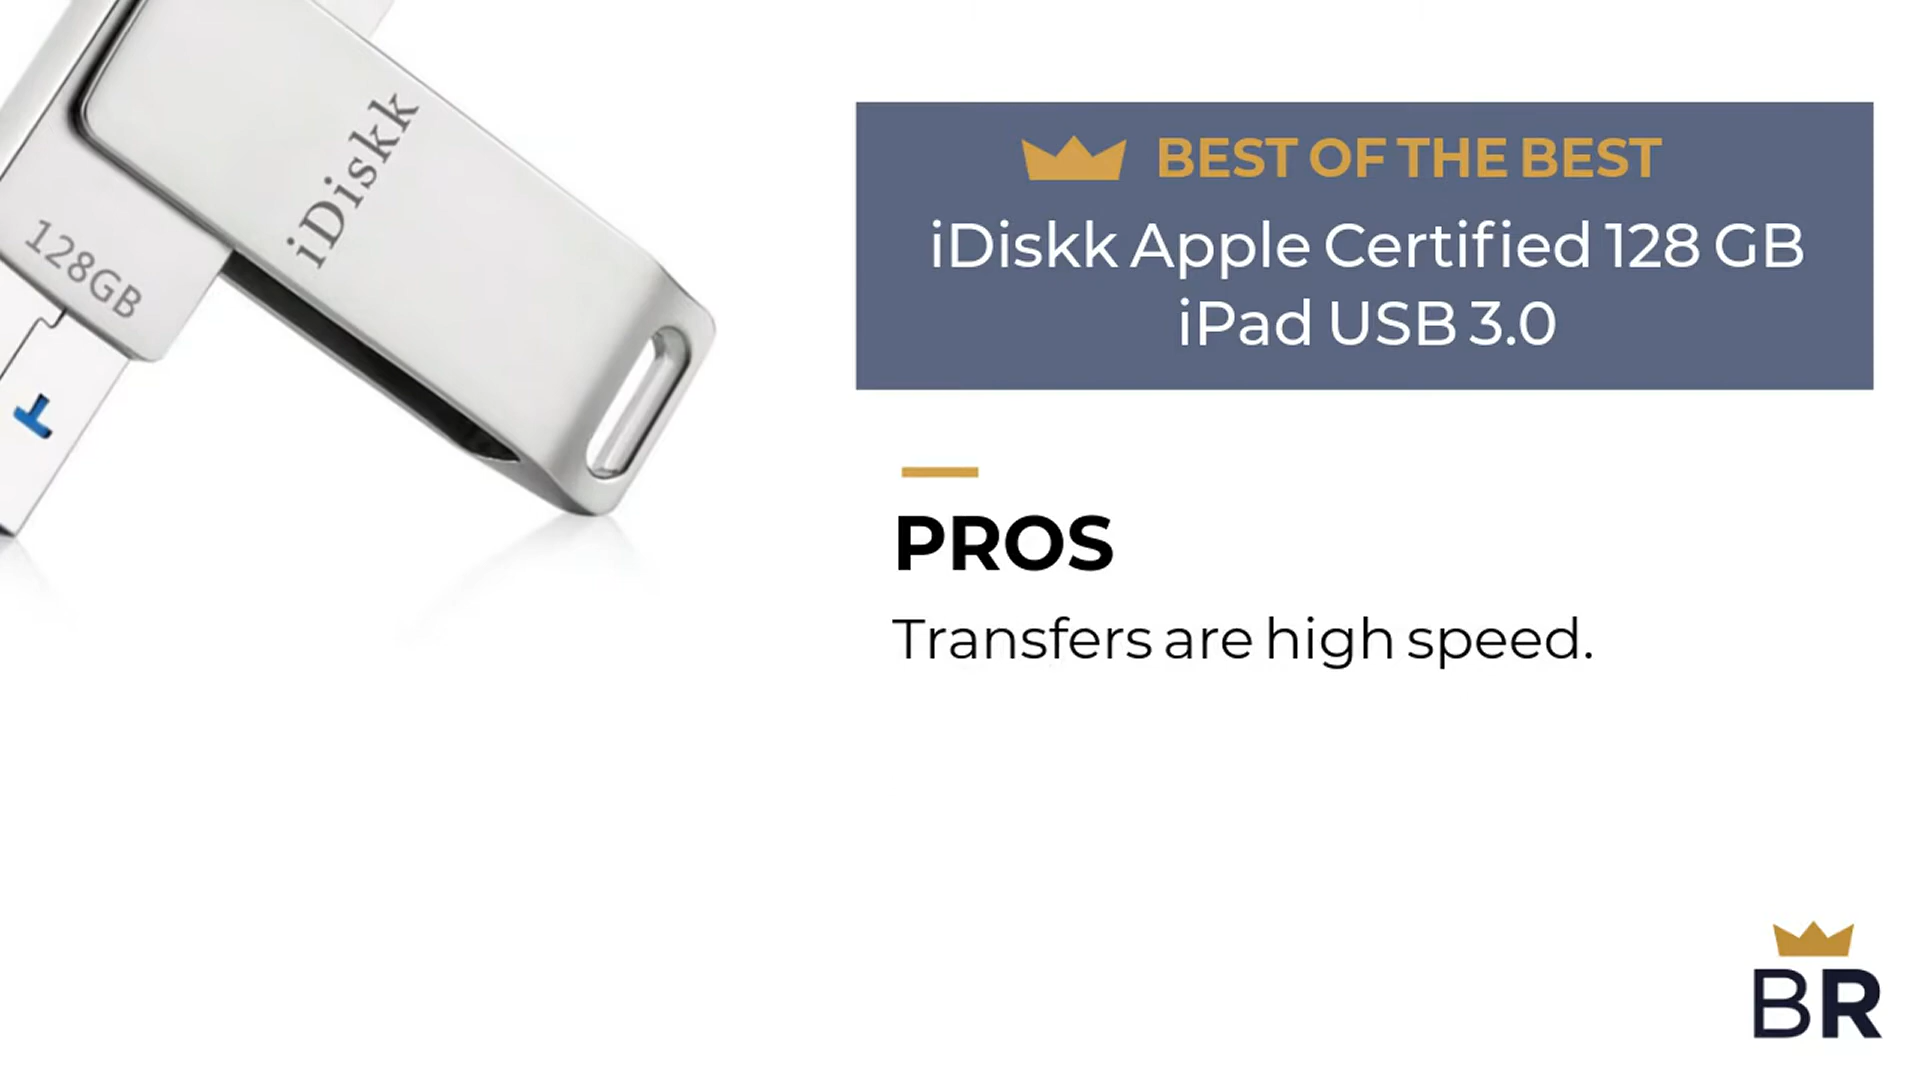 iDiskk
128GB
BEST OF THE BEST
iDiskk Apple Certified 128 GB
iPad USB 3.0
PROS
Transfers are high speed.
BR